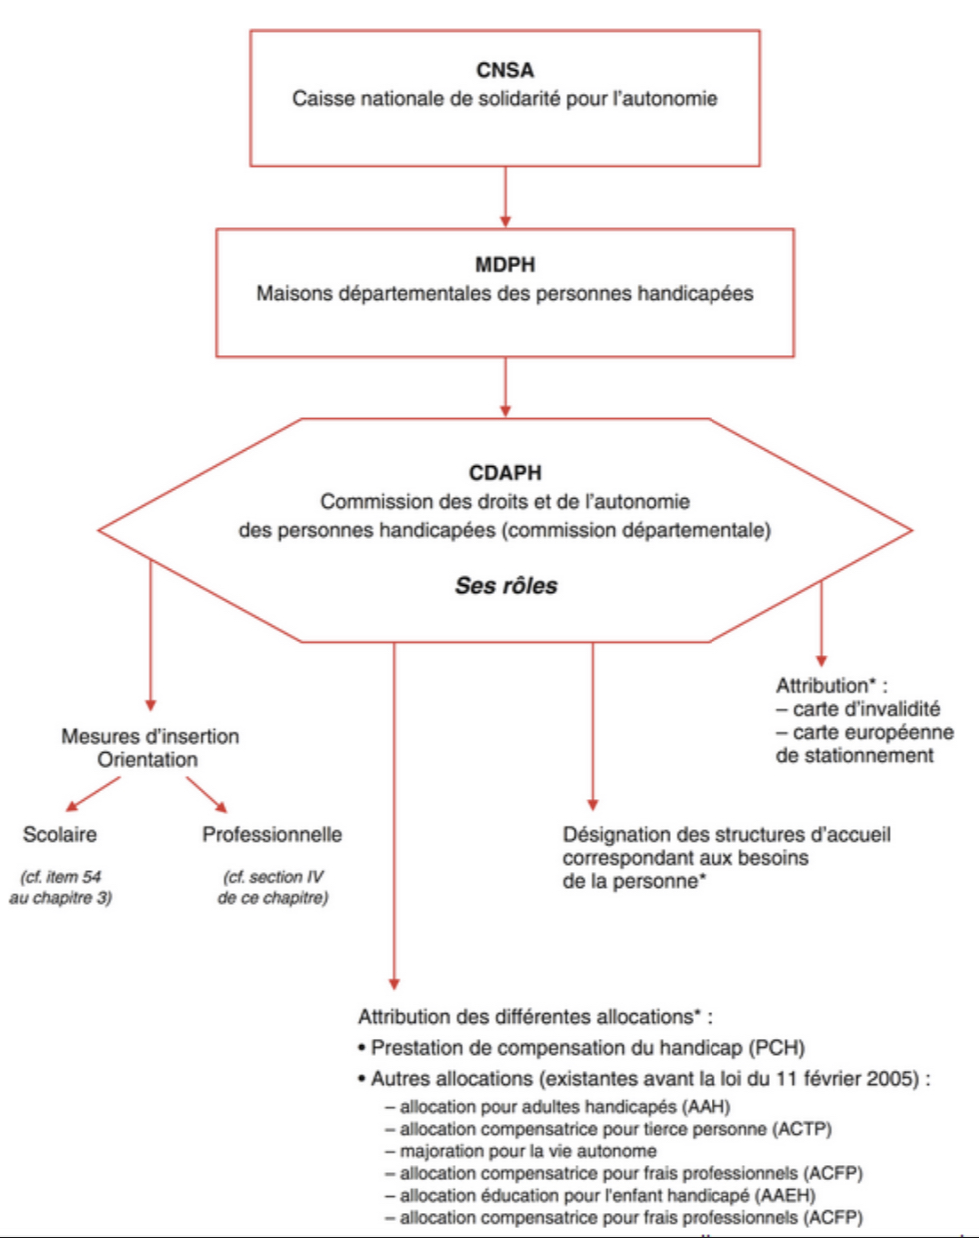 CNSA
Caisse nationale de solidarité pour l'autonomie
MDPH
Maisons départementales des personnes handicapées
CDAPH
Commission des droits et de l'autonomie
des personnes handicapées (commission départementale)
Ses rôles
Mesures d'insertion
Orientation
Scolaire
(cf. item 54
au chapitre 3)
Professionnelle
(cf. section IV
de ce chapitre)
Attribution* :
– carte d'invalidité
– carte européenne
de stationnement
Désignation des structures d'accueil
correspondant aux besoins
de la personne*
Attribution des différentes allocations* :
• Prestation de compensation du handicap (PCH)
• Autres allocations (existantes avant la loi du 11 février 2005) :
– allocation pour adultes handicapés (AAH)
– allocation compensatrice pour tierce personne (ACTP)
– majoration pour la vie autonome
– allocation compensatrice pour frais professionnels (ACFP)
– allocation éducation pour l'enfant handicapé (AAEH)
– allocation compensatrice pour frais professionnels (ACFP)